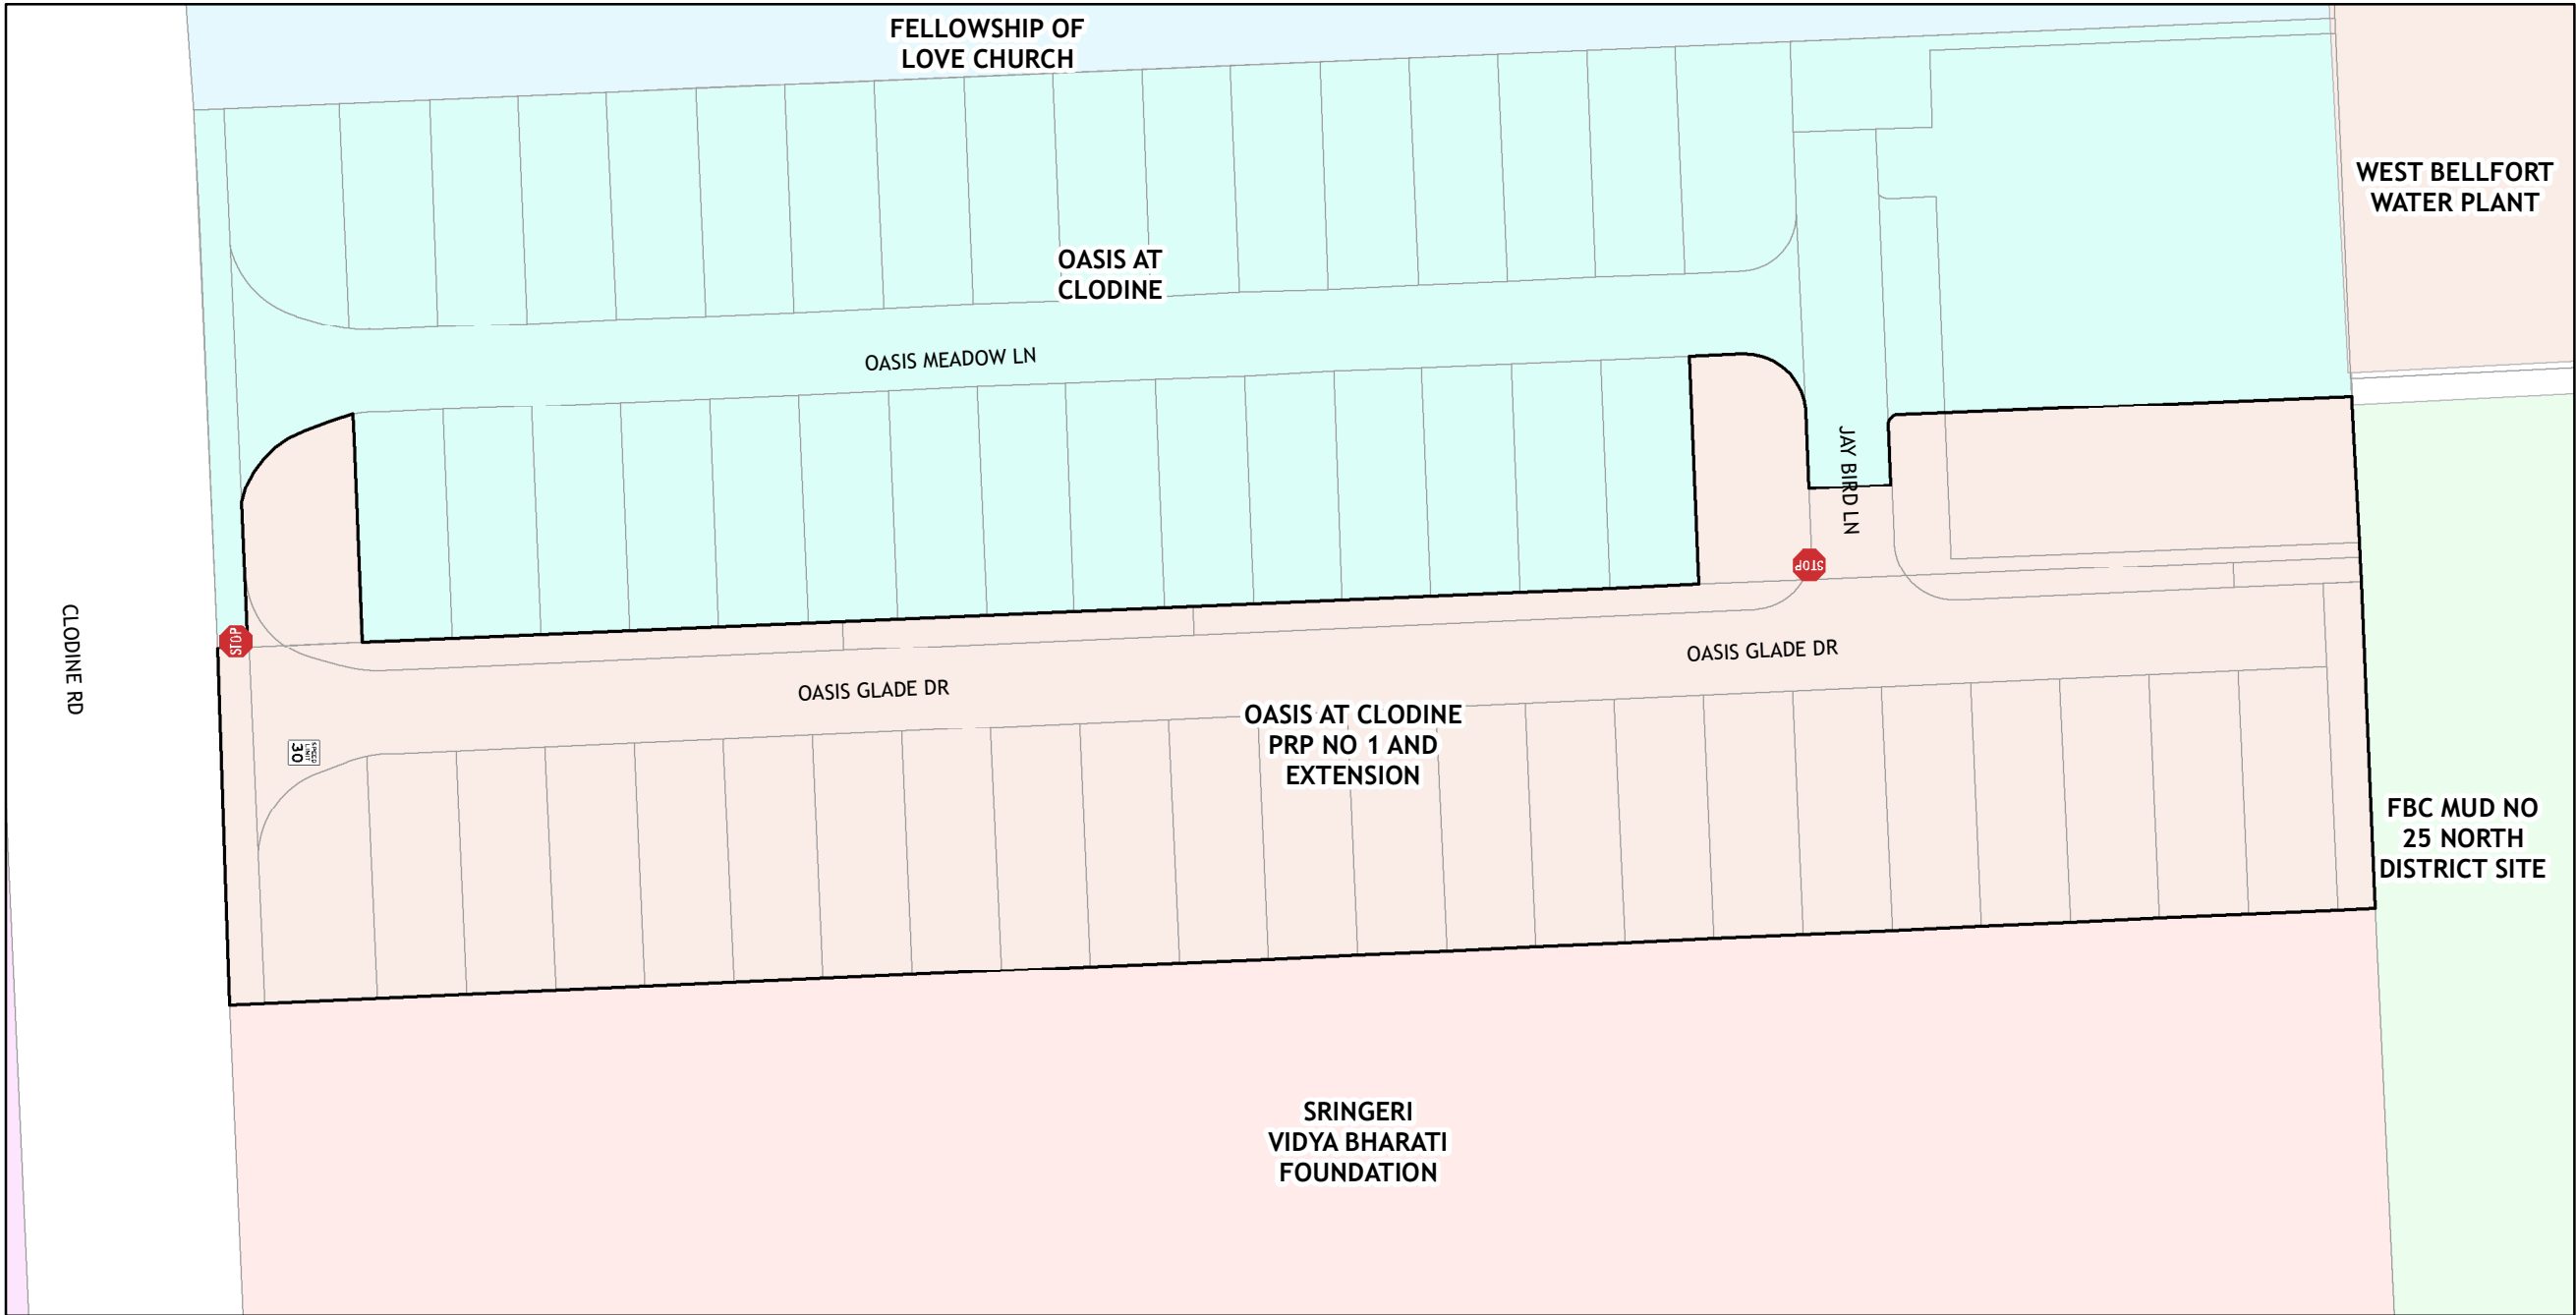 FELLOWSHIP OF
LOVE CHURCH
WEST BELLFORT
WATER PLANT
OASIS AT
CLODINE
OASIS MEADOW LN
JAY BIRD LN
STOP
STOP
CLODINE RD
OASIS GLADE DR
OASIS GLADE DR
SPEED
LIMIT
30
OASIS AT CLODINE
PRP NO 1 AND
EXTENSION
FBC MUD NO
25 NORTH
DISTRICT SITE
SRINGERI
VIDYA BHARATI
FOUNDATION